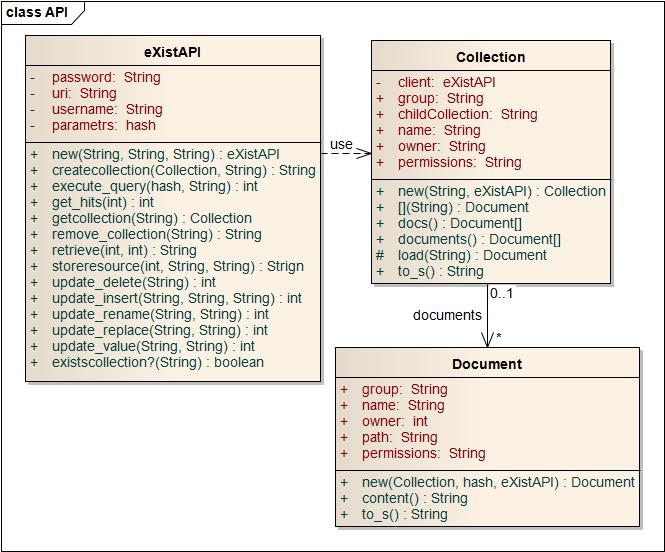 class API
eXistAPI
- password: String
- uri: String
- username: String
- parametrs: hash
+ new(String, String, String) : eXistAPI
+ createcollection(Collection, String) : String
+ execute_query(hash, String) : int
+ get_hits(int) : int
+ getcollection(String) : Collection
+ remove_collection(String) : String
+ retrieve(int, int) : String
+ storeresource(int, String, String) : Strign
+ update_delete(String) : int
+ update_insert(String, String, String) : int
+ update_rename(String, String) : int
+ update_replace(String, String) : int
+ update_value(String, String) : int
+ existscollection?(String) : boolean
use
Collection
- client: eXistAPI
+ group: String
+ childCollection: String
+ name: String
+ owner: String
+ permissions: String
+ new(String, eXistAPI) : Collection
+ [](String) : Document
+ docs() : Document[]
+ documents() : Document[]
# load(String) : Document
+ to_s() : String
0..1
documents
*
Document
+ group: String
+ name: String
+ owner: int
+ path: String
+ permissions: String
+ new(Collection, hash, eXistAPI) : Document
+ content() : String
+ to_s() : String